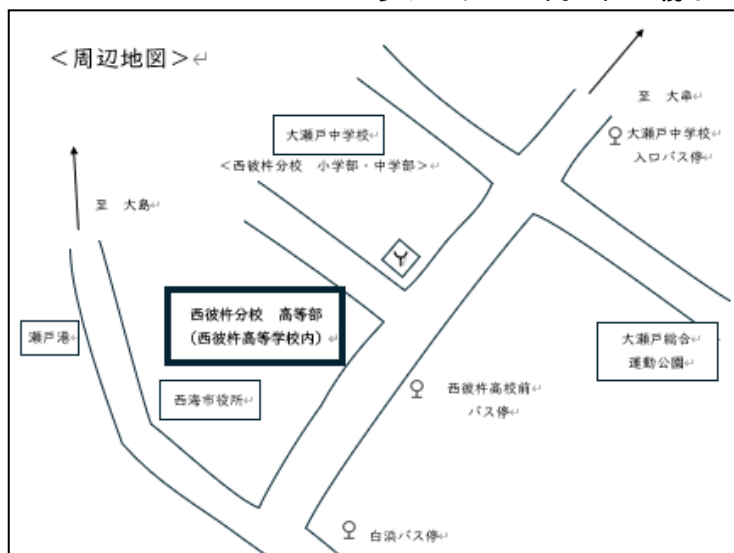 <周辺地図>
至 大串
大瀬戸中学校
<西彼杵分校 小学部・中学部>
大瀬戸中学校
入口バス停
至 大島
西彼杵分校 高等部
(西彼杵高等学校内)
瀬戸港
大瀬戸総合
運動公園
西海市役所
西彼杵高校前
バス停
白浜バス停